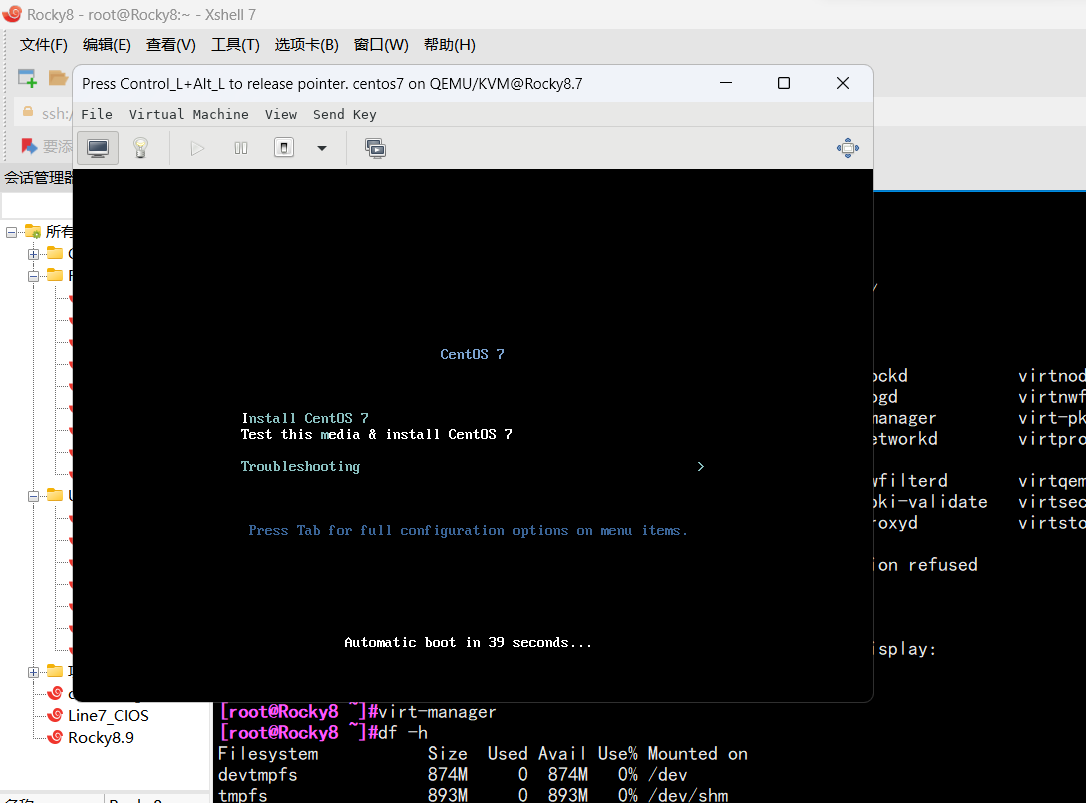 Rocky8 - root@Rocky8:~ - Xshell 7
文件(F) 编辑(E) 查看(V) 工具(T) 选项卡(B) 窗口(W) 帮助(H)
Press Control_L+Alt_L to release pointer. centos7 on QEMU/KVM@Rocky8.7
ssh:/
File Virtual Machine View Send Key
要添
会话管理器
所有
CentOS 7
Install CentOS 7
Test this media & install CentOS 7
Troubleshooting >
Press Tab for full configuration options on menu items.
Automatic boot in 39 seconds...
ockd virtnod
ogd virtnwf
manager virt-pk
etworkd virtpro
wfilterd virtqem
pki-validate virtsec
roxyd virtsto
ion refused
isplay:
Line7_CIOS
Rocky8.9
[root@Rocky8 ~]#virt-manager
[root@Rocky8 ~]#df -h
Filesystem Size Used Avail Use% Mounted on
devtmpfs 874M 0 874M 0% /dev
tmpfs 893M 0 893M 0% /dev/shm